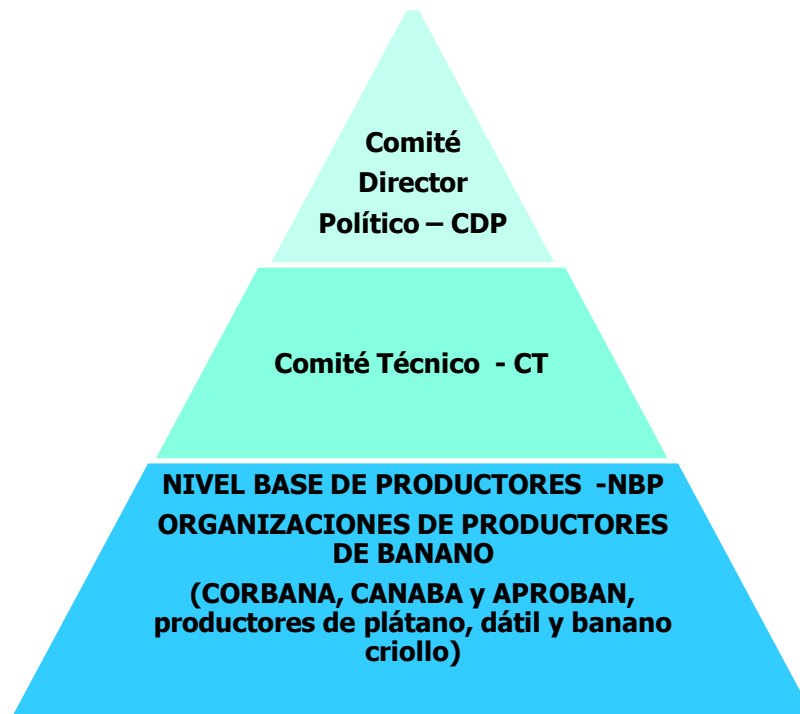 Comité
Director
Político – CDP
Comité Técnico  - CT
NIVEL BASE DE PRODUCTORES  -NBP
ORGANIZACIONES DE PRODUCTORES
DE BANANO
(CORBANA, CANABA y APROBAN,
productores de plátano, dátil y banano
criollo)